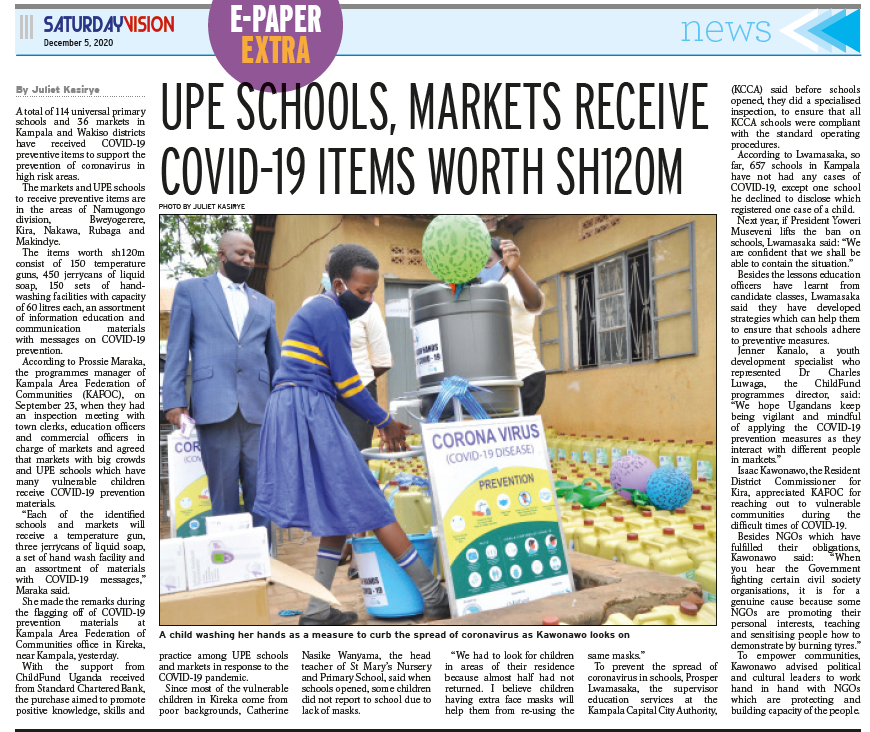 SATURDAYVISION
December 5, 2020
E-PAPER
EXTRA
news
UPE SCHOOLS, MARKETS RECEIVE
COVID-19 ITEMS WORTH SH120M
By Juliet Kasirye
A total of 114 universal primary
schools and 36 markets in
Kampala and Wakiso districts
have received COVID-19
preventive items to support the
prevention of coronavirus in
high risk areas.
The markets and UPE schools
to receive preventive items are
in the areas of Namugongo
division, Bweyogerere,
Kira, Nakawa, Rubaga and
Makindye.
The items worth sh120m
consist of 150 temperature
guns, 450 jerrycans of liquid
soap, 150 sets of hand-
washing facilities with capacity
of 60 litres each, an assortment
of information education and
communication materials
with messages on COVID-19
prevention.
According to Prossie Maraka,
the programmes manager of
Kampala Area Federation of
Communities (KAFOC), on
September 23, when they had
an inspection meeting with
town clerks, education officers
and commercial officers in
charge of markets and agreed
that markets with big crowds
and UPE schools which have
many vulnerable children
receive COVID-19 prevention
materials.
"Each of the identified
schools and markets will
receive a temperature gun,
three jerrycans of liquid soap,
a set of hand wash facility and
an assortment of materials
with COVID-19 messages,"
Maraka said.
She made the remarks during
the flagging off of COVID-19
prevention materials at
Kampala Area Federation of
Communities office in Kireka,
near Kampala, yesterday.
With the support from
ChildFund Uganda received
from Standard Chartered Bank,
the purchase aimed to promote
positive knowledge, skills and
PHOTO BY JULIET KASIRYE
CORONA VIRUS
(COVID-19 DISEASE)
PREVENTION
COR
(CO
A child washing her hands as a measure to curb the spread of coronavirus as Kawonawo looks on
practice among UPE schools
and markets in response to the
COVID-19 pandemic.
Since most of the vulnerable
children in Kireka come from
poor backgrounds, Catherine
Nasike Wanyama, the head
teacher of St Mary's Nursery
and Primary School, said when
schools opened, some children
did not report to school due to
lack of masks.
"We had to look for children
in areas of their residence
because almost half had not
returned. I believe children
having extra face masks will
help them from re-using the
same masks."
To prevent the spread of
coronavirus in schools, Prosper
Lwamasaka, the supervisor
education services at the
Kampala Capital City Authority,
(KCCA) said before schools
opened, they did a specialised
inspection, to ensure that all
KCCA schools were compliant
with the standard operating
procedures.
According to Lwamasaka, so
far, 657 schools in Kampala
have not had any cases of
COVID-19, except one school
he declined to disclose which
registered one case of a child.
Next year, if President Yoweri
Museveni lifts the ban on
schools, Lwamasaka said: "We
are confident that we shall be
able to contain the situation."
Besides the lessons education
officers have learnt from
candidate classes, Lwamasaka
said they have developed
strategies which can help them
to ensure that schools adhere
to preventive measures.
Jenner Kanalo, a youth
development specialist who
represented Dr Charles
Luwaga, the ChildFund
programmes director, said:
"We hope Ugandans keep
being vigilant and mindful
of applying the COVID-19
prevention measures as they
interact with different people
in markets."
Isaac Kawonawo, the Resident
District Commissioner for
Kira, appreciated KAFOC for
reaching out to vulnerable
communities during the
difficult times of COVID-19.
Besides NGOs which have
fulfilled their obligations,
Kawonawo said: "When
you hear the Government
fighting certain civil society
organisations, it is for a
genuine cause because some
NGOs are promoting their
personal interests, teaching
and sensitising people how to
demonstrate by burning tyres."
To empower communities,
Kawonawo advised political
and cultural leaders to work
hand in hand with NGOs
which are protecting and
building capacity of the people.